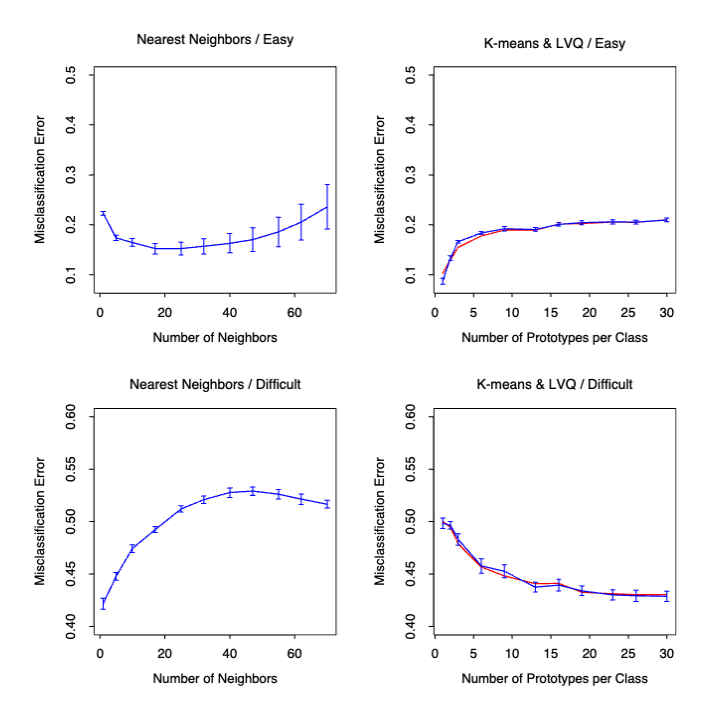 Nearest Neighbors / Easy
Misclassification Error
0.1 0.2 0.3 0.4 0.5
0 20 40 60
Number of Neighbors
K-means & LVQ / Easy
Misclassification Error
0.1 0.2 0.3 0.4 0.5
0 5 10 15 20 25 30
Number of Prototypes per Class
Nearest Neighbors / Difficult
Misclassification Error
0.40 0.45 0.50 0.55 0.60
0 20 40 60
Number of Neighbors
K-means & LVQ / Difficult
Misclassification Error
0.40 0.45 0.50 0.55 0.60
0 5 10 15 20 25 30
Number of Prototypes per Class